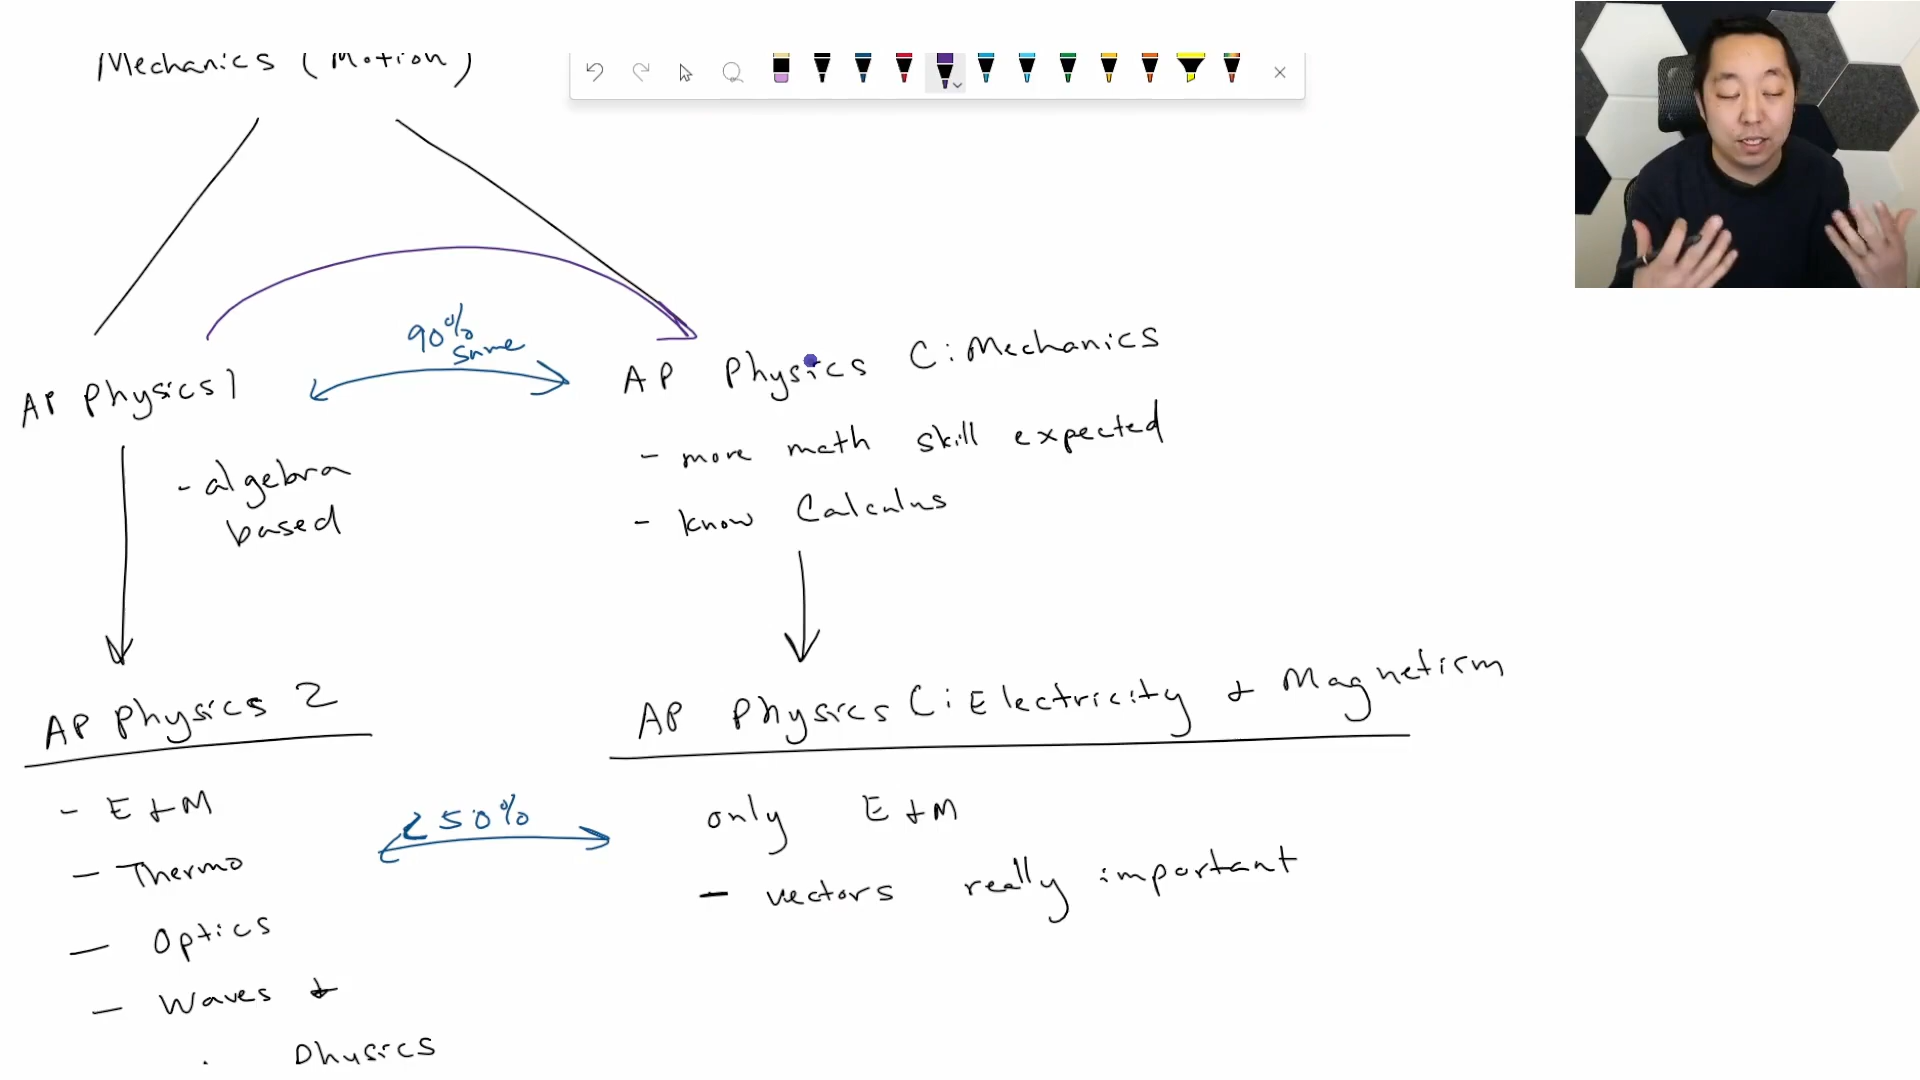 Mechanics (Motion)
90%
same
AP Physics 1
AP Physics C: Mechanics
- algebra
based
- more math skill expected
- know Calculus
AP Physics 2
AP Physics C: Electricity + Magnetism
- E+M
- Thermo
- Optics
- Waves +
Physics
<50%
only E+M
- vectors really important